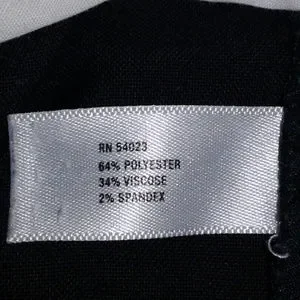 RN 54023
64% POLYESTER
34% VISCOSE
2% SPANDEX